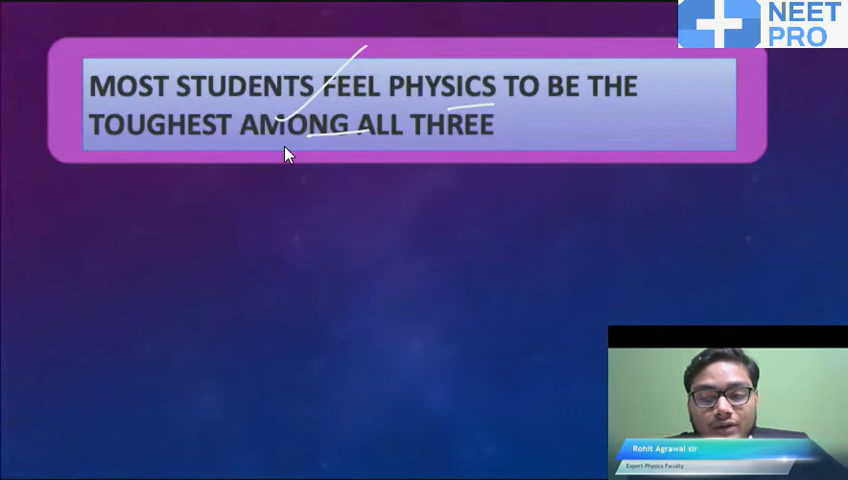 NEET
PRO
MOST STUDENTS FEEL PHYSICS TO BE THE
TOUGHEST AMONG ALL THREE
Rohit Agrawal sir
Expert Physics Faculty